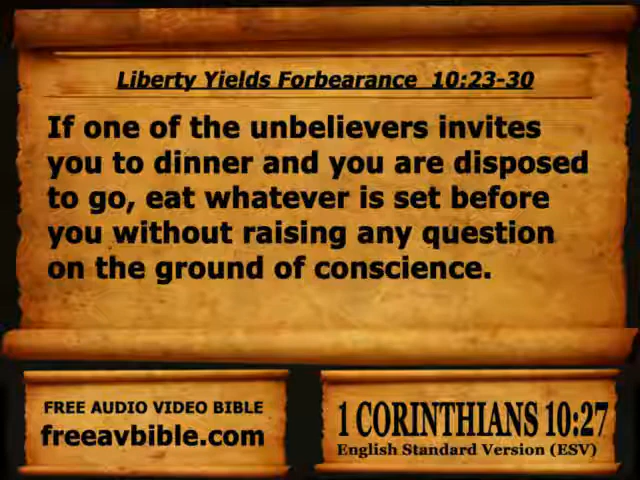 Liberty Yields Forbearance 10:23-30
If one of the unbelievers invites
you to dinner and you are disposed
to go, eat whatever is set before
you without raising any question
on the ground of conscience.
FREE AUDIO VIDEO BIBLE
freeavbible.com
1 CORINTHIANS 10:27
English Standard Version (ESV)